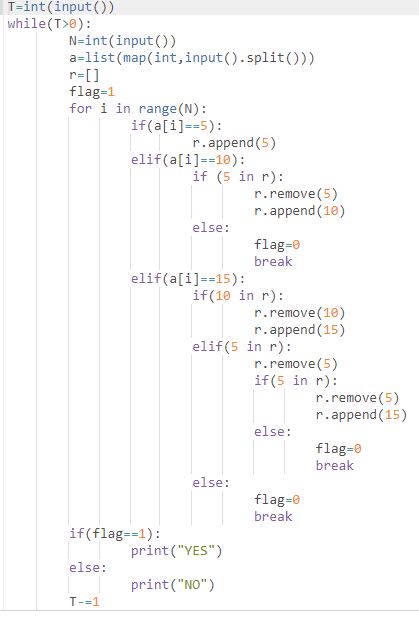 T=int(input())
while(T>0):
N=int(input())
a=list(map(int,input().split()))
r=[]
flag=1
for i in range(N):
if(a[i]==5):
r.append(5)
elif(a[i]==10):
if (5 in r):
r.remove(5)
r.append(10)
else:
flag=0
break
elif(a[i]==15):
if(10 in r):
r.remove(10)
r.append(15)
elif(5 in r):
r.remove(5)
if(5 in r):
r.remove(5)
r.append(15)
else:
flag=0
break
else:
flag=0
break
if(flag==1):
print("YES")
else:
print("NO")
T-=1